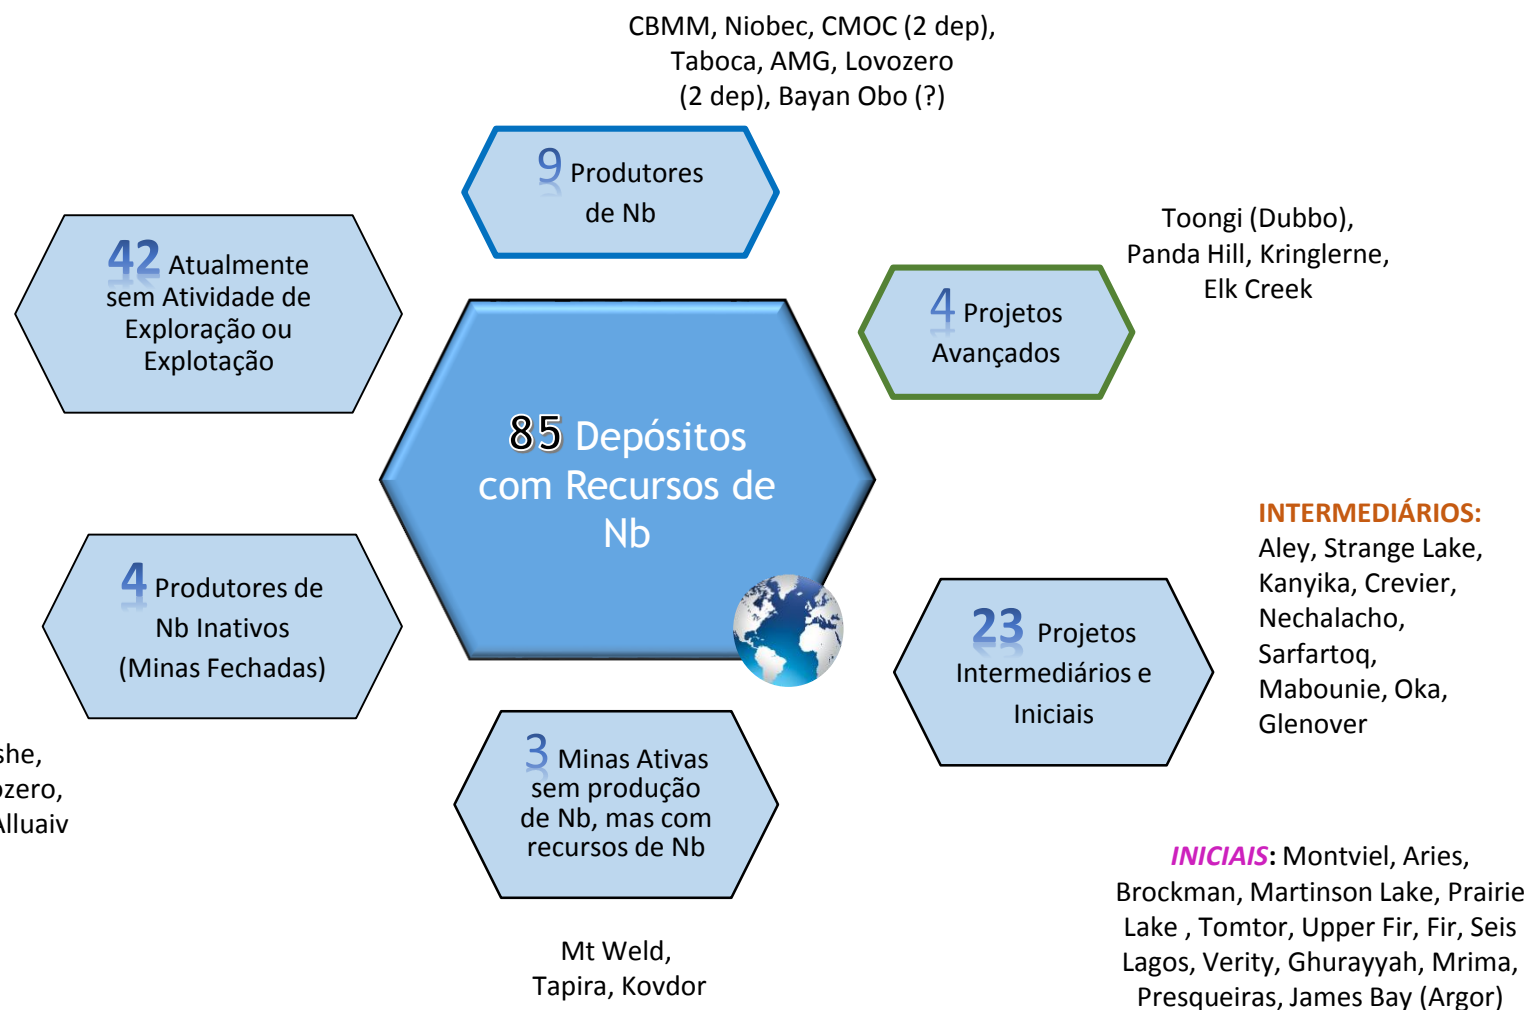 CBMM, Niobec, CMOC (2 dep),
Taboca, AMG, Lovozero
(2 dep), Bayan Obo (?)
9 Produtores
de Nb
42 Atualmente
sem Atividade de
Exploração ou
Explotação
Toongi (Dubbo),
Panda Hill, Kringlerne,
Elk Creek
4 Projetos
Avançados
85 Depósitos
com Recursos de
Nb
4 Produtores de
Nb Inativos
(Minas Fechadas)
INTERMEDIÁRIOS:
Aley, Strange Lake,
Kanyika, Crevier,
Nechalacho,
Sarfartoq,
Mabounie, Oka,
Glenover
23 Projetos
Intermediários e
Iniciais
she,
ozero,
Alluaiv
3 Minas Ativas
sem produção
de Nb, mas com
recursos de Nb
Mt Weld,
Tapira, Kovdor
INICIAIS: Montviel, Aries,
Brockman, Martinson Lake, Prairie
Lake , Tomtor, Upper Fir, Fir, Seis
Lagos, Verity, Ghurayyah, Mrima,
Presqueiras, James Bay (Argor)